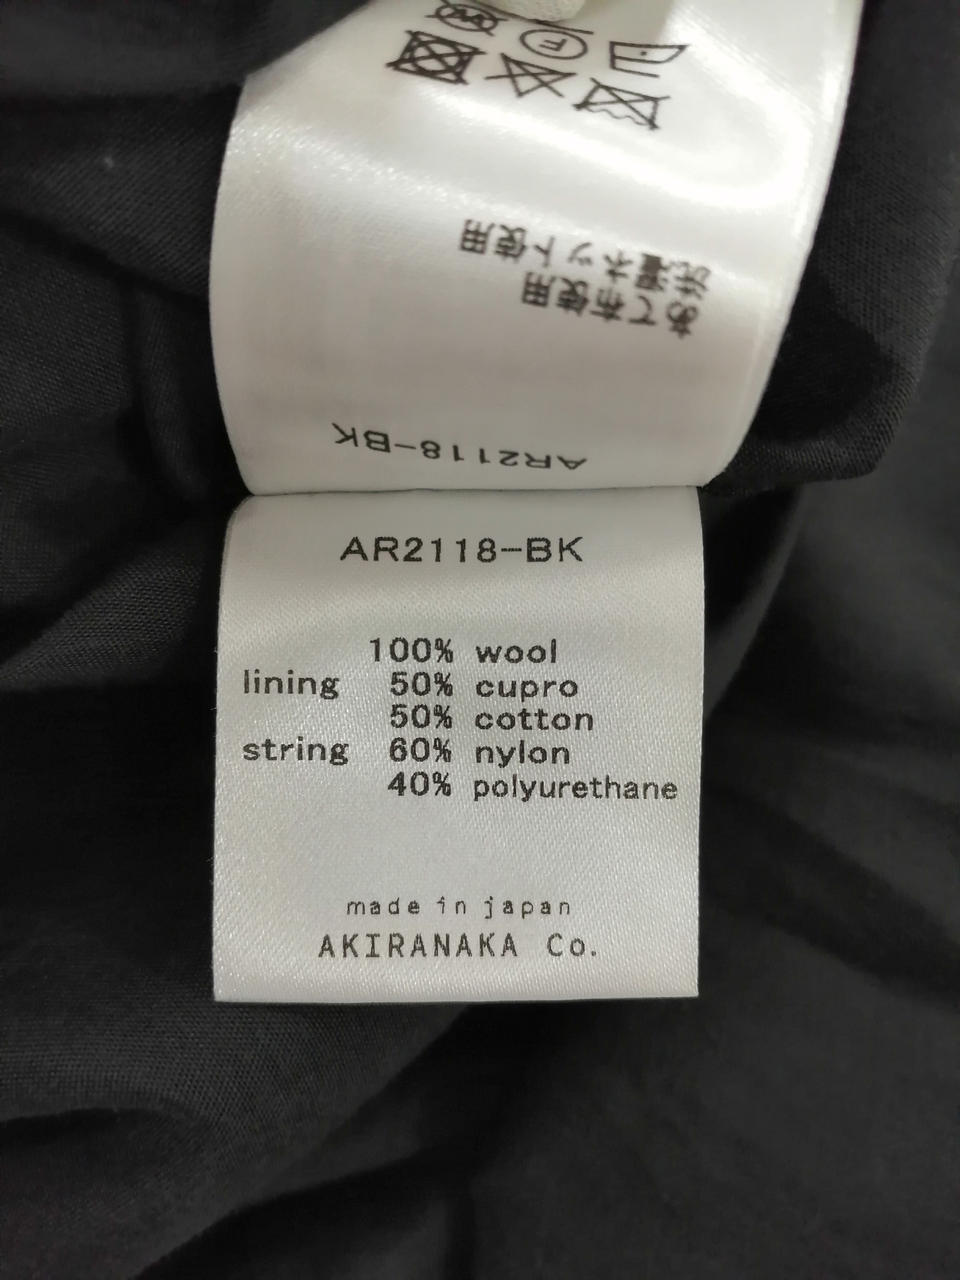 あて布使用
洗濯ネット使用
AR2118-BK
AR2118-BK
100% wool
lining 50% cupro
50% cotton
string 60% nylon
40% polyurethane
made in japan
AKIRANAKA Co.